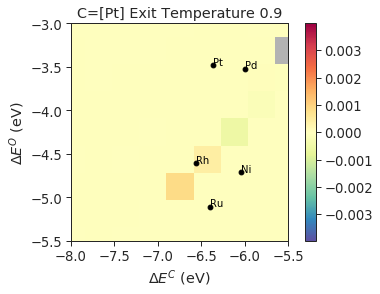 C=[Pt] Exit Temperature 0.9
−3.0
−3.5
−4.0
−4.5
−5.0
−5.5
ΔE^O (eV)
Pt
Pd
Rh
Ni
Ru
−8.0 −7.5 −7.0 −6.5 −6.0 −5.5
ΔE^C (eV)
0.003
0.002
0.001
0.000
−0.001
−0.002
−0.003